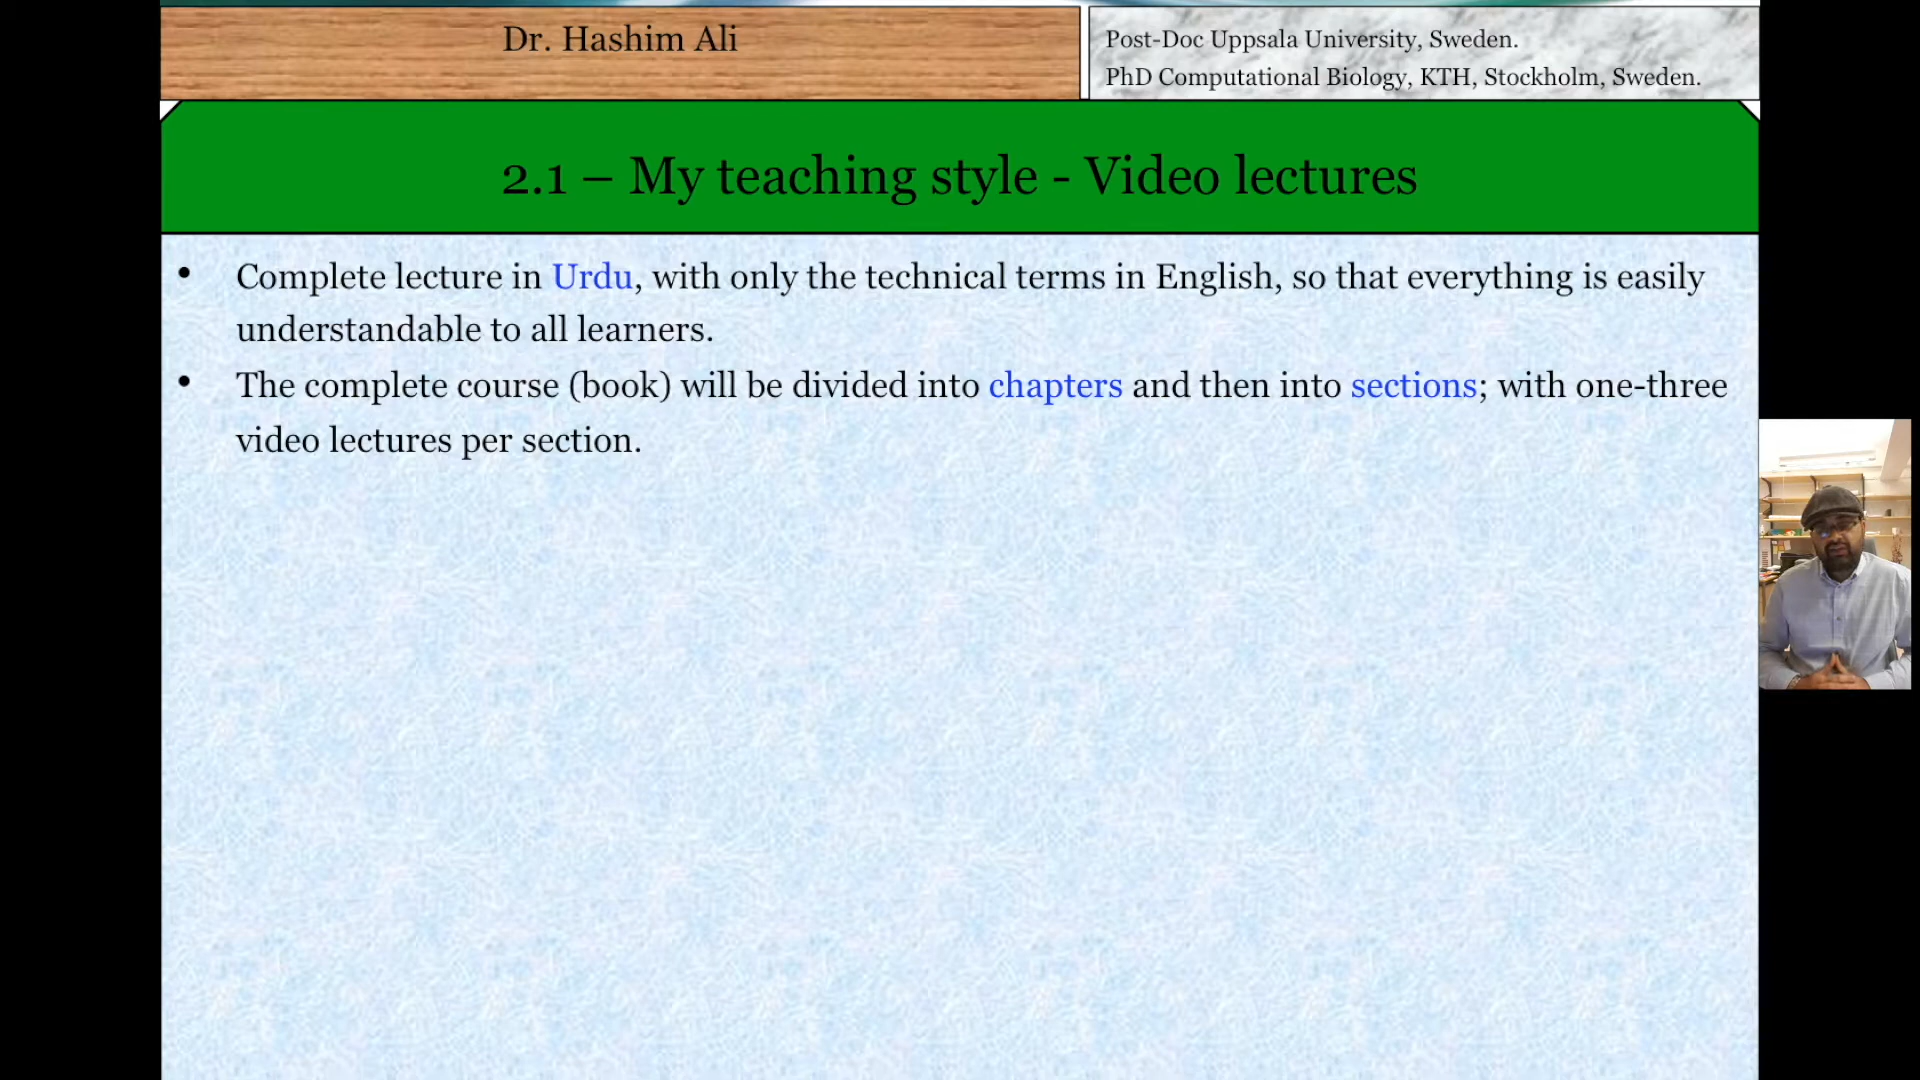 Dr. Hashim Ali
Post-Doc Uppsala University, Sweden.
PhD Computational Biology, KTH, Stockholm, Sweden.
2.1 – My teaching style - Video lectures
• Complete lecture in Urdu, with only the technical terms in English, so that everything is easily
understandable to all learners.
• The complete course (book) will be divided into chapters and then into sections; with one-three
video lectures per section.